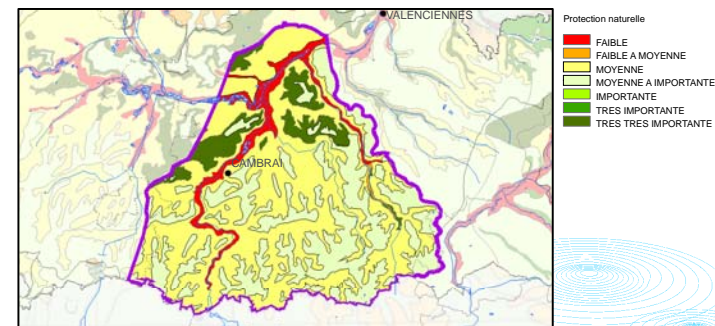 VALENCIENNES
CAMBRAI
Protection naturelle
FAIBLE
FAIBLE A MOYENNE
MOYENNE
MOYENNE A IMPORTANTE
IMPORTANTE
TRES IMPORTANTE
TRES TRES IMPORTANTE